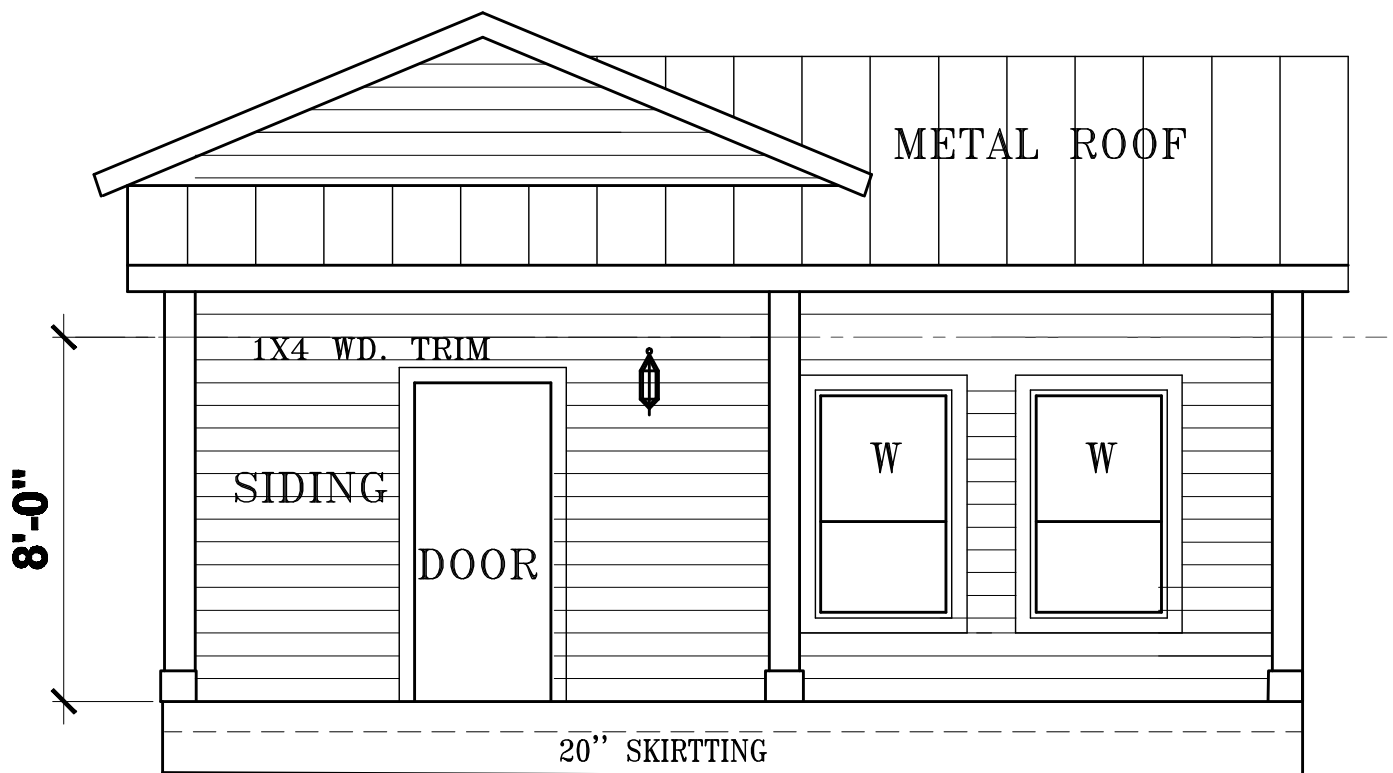 METAL ROOF
1X4 WD. TRIM
W
W
SIDING
8'-0"
DOOR
20'' SKIRTTING